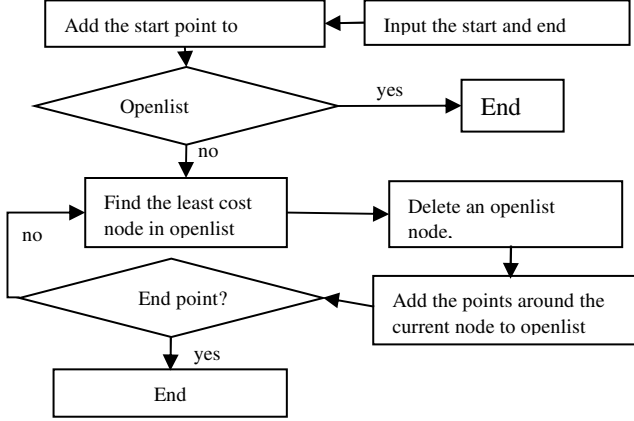 Add the start point to
Input the start and end
Openlist
yes
End
no
Find the least cost
node in openlist
Delete an openlist
node.
no
End point?
Add the points around the
current node to openlist
yes
End